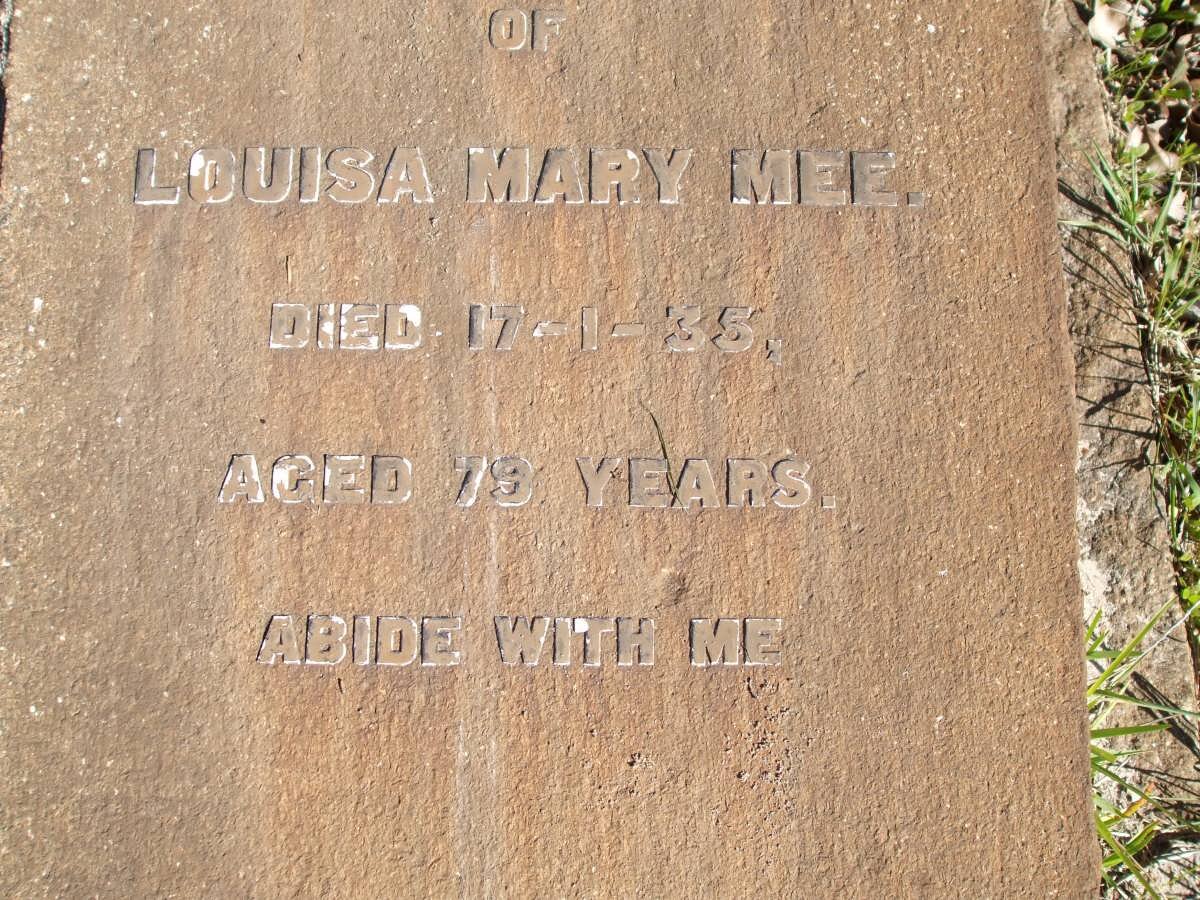 OF
LOUISA MARY MEE.
DIED 17-1-35,
AGED 79 YEARS.
ABIDE WITH ME